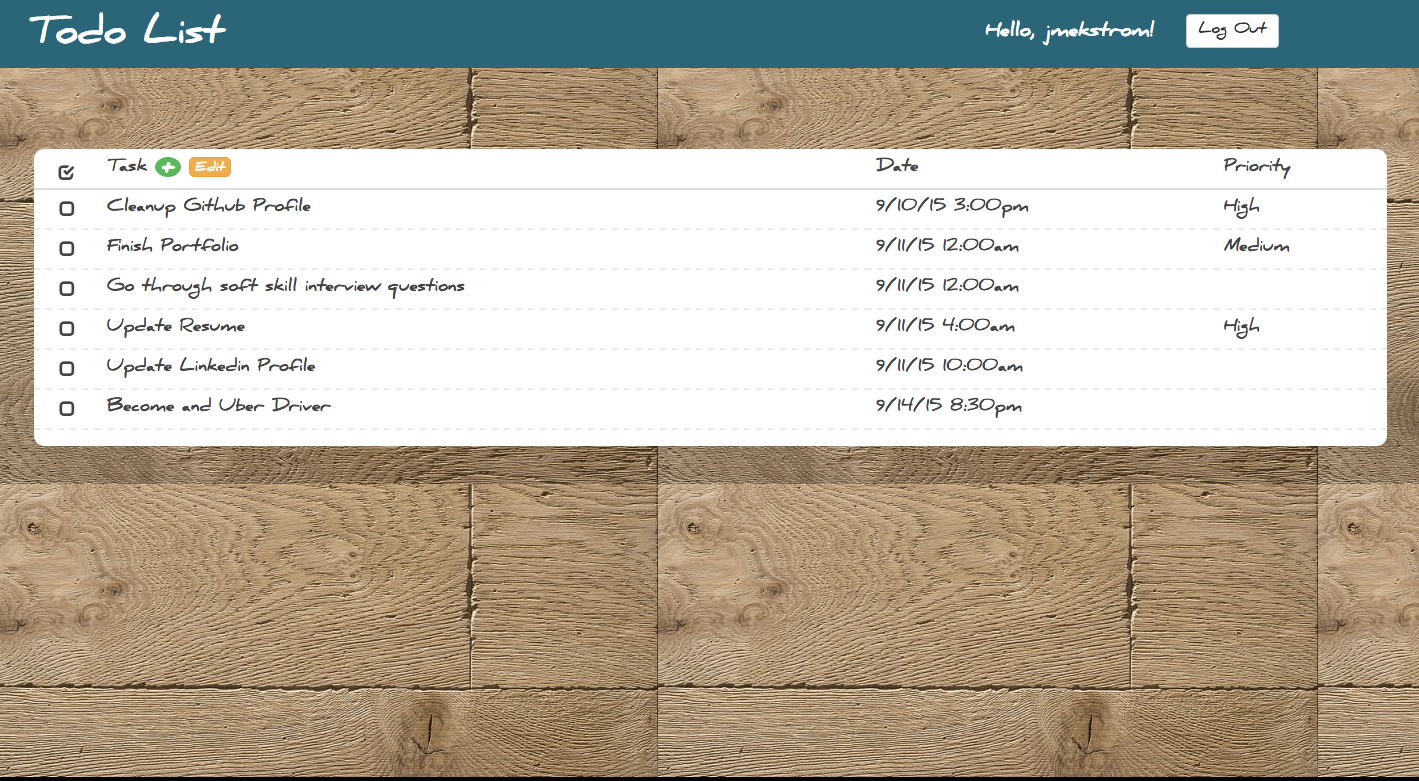 Todo List Hello, jmekstrom! Log Out
Task Edit Date Priority
Cleanup Github Profile 9/10/15 3:00pm High
Finish Portfolio 9/11/15 12:00am Medium
Go through soft skill interview questions 9/11/15 12:00am
Update Resume 9/11/15 4:00am High
Update Linkedin Profile 9/11/15 10:00am
Become and Uber Driver 9/14/15 8:30pm